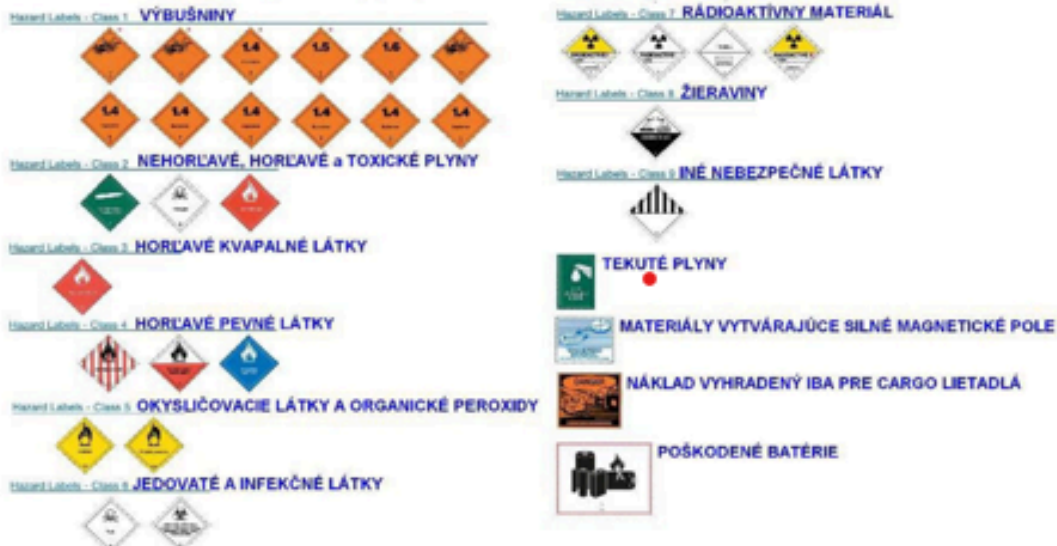 Hazard Labels - Class 1 VÝBUŠNINY
1.4 1.5 1.6
1.4 1.4 1.4 1.4 1.4 1.4
Hazard Labels - Class 2 NEHORĽAVÉ, HORĽAVÉ a TOXICKÉ PLYNY
Hazard Labels - Class 3 HORĽAVÉ KVAPALNÉ LÁTKY
Hazard Labels - Class 4 HORĽAVÉ PEVNÉ LÁTKY
Hazard Labels - Class 5 OKYSLIČOVACIE LÁTKY A ORGANICKÉ PEROXIDY
Hazard Labels - Class 6 JEDOVATÉ A INFEKČNÉ LÁTKY
Hazard Labels - Class 7 RÁDIOAKTÍVNY MATERIÁL
Hazard Labels - Class 8 ŽIERAVINY
Hazard Labels - Class 9 INÉ NEBEZPEČNÉ LÁTKY
TEKUTÉ PLYNY
MATERIÁLY VYTVÁRAJÚCE SILNÉ MAGNETICKÉ POLE
DANGER
NÁKLAD VYHRADENÝ IBA PRE CARGO LIETADLÁ
POŠKODENÉ BATÉRIE